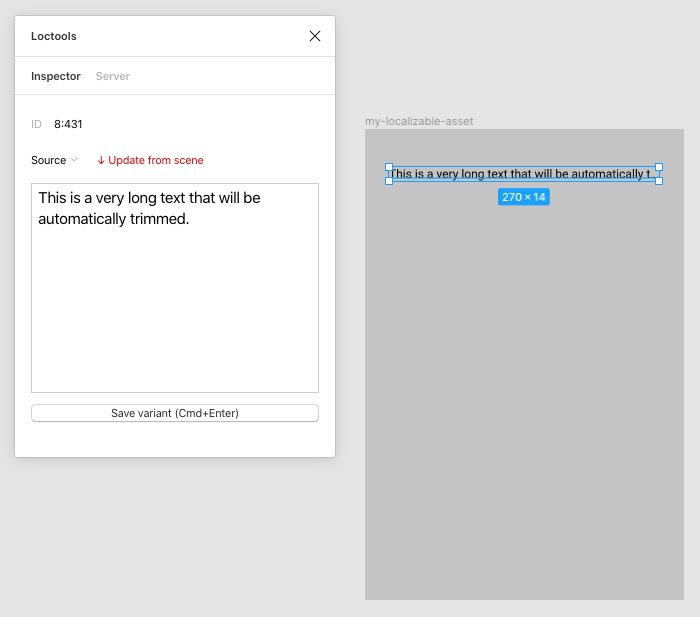 Loctools
Inspector Server
ID 8:431
Source ↓ Update from scene
This is a very long text that will be
automatically trimmed.
Save variant (Cmd+Enter)
my-localizable-asset
This is a very long text that will be automatically t...
270 × 14